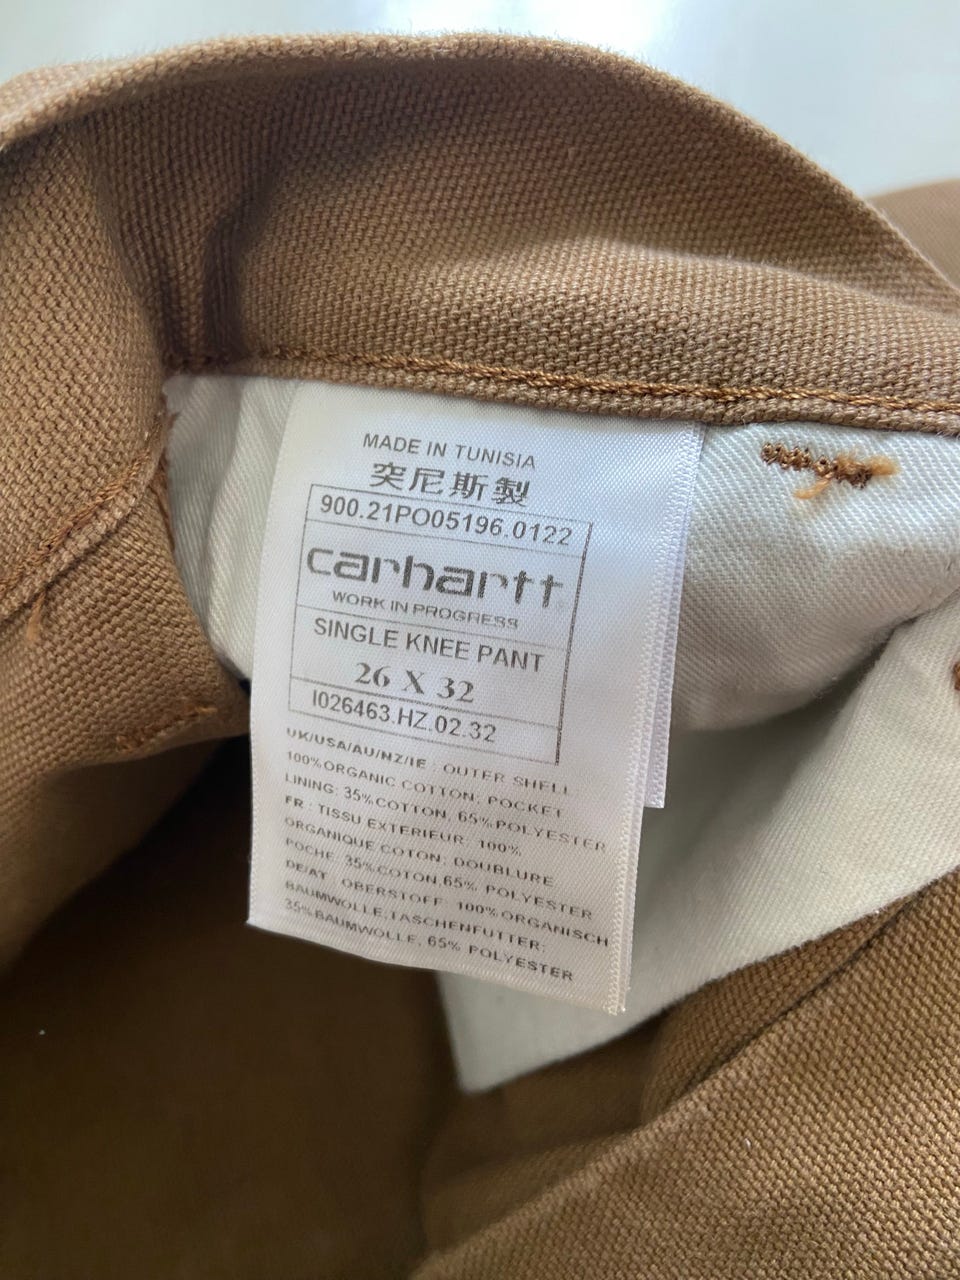 MADE IN TUNISIA
突尼斯製
900.21PO05196.0122
carhartt
WORK IN PROGRESS
SINGLE KNEE PANT
26 X 32
I026463.HZ.02.32
UK/USA/AU/NZ/IE : OUTER SHELL
100%ORGANIC COTTON; POCKET
LINING: 35%COTTON, 65%POLYESTER
FR : TISSU EXTERIEUR: 100%
ORGANIQUE COTON; DOUBLURE
POCHE: 35%COTON,65% POLYESTER
DE/AT : OBERSTOFF 100%ORGANISCH
BAUMWOLLE,TASCHENFUTTER:
35%BAUMWOLLE, 65% POLYESTER